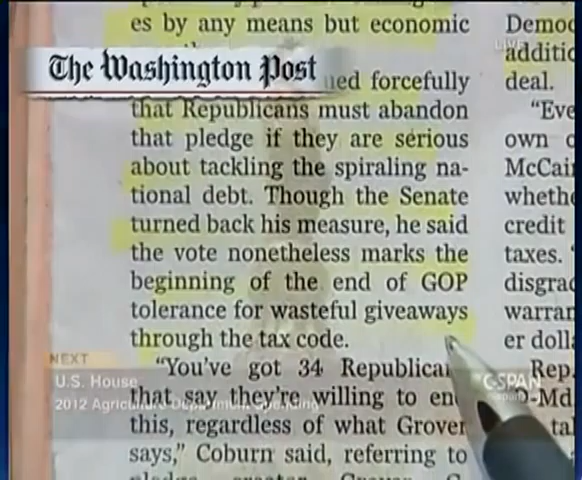 es by any means but economic
The Washington Post
ued forcefully
that Republicans must abandon
that pledge if they are serious
about tackling the spiraling na-
tional debt. Though the Senate
turned back his measure, he said
the vote nonetheless marks the
beginning of the end of GOP
tolerance for wasteful giveaways
through the tax code.
"You've got 34 Republican
that say they're willing to en
this, regardless of what Grover
says," Coburn said, referring to
Democ
additio
deal.
"Eve
own c
McCai
whethe
credit
taxes.
disgrac
warran
er dolla
Rep.
D-Md
tal
LIVE
NEXT
U.S. House
2012 Agriculture Department Spending
C-SPAN